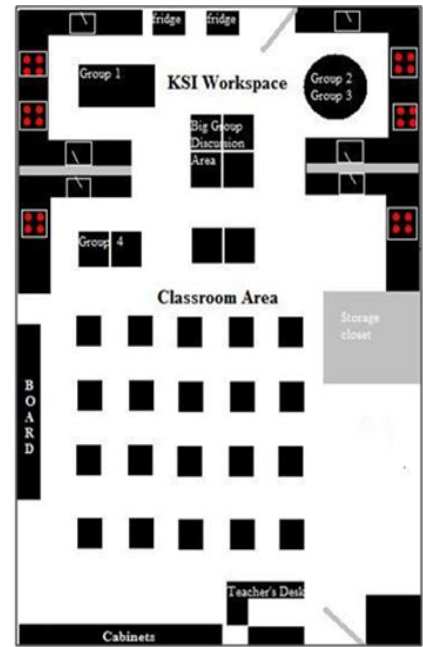 fridge
fridge
Group 1
KSI Workspace
Group 2
Group 3
Big Group
Discussion
Area
Group 4
Classroom Area
Storage
closet
BOARD
Teacher's Desk
Cabinets